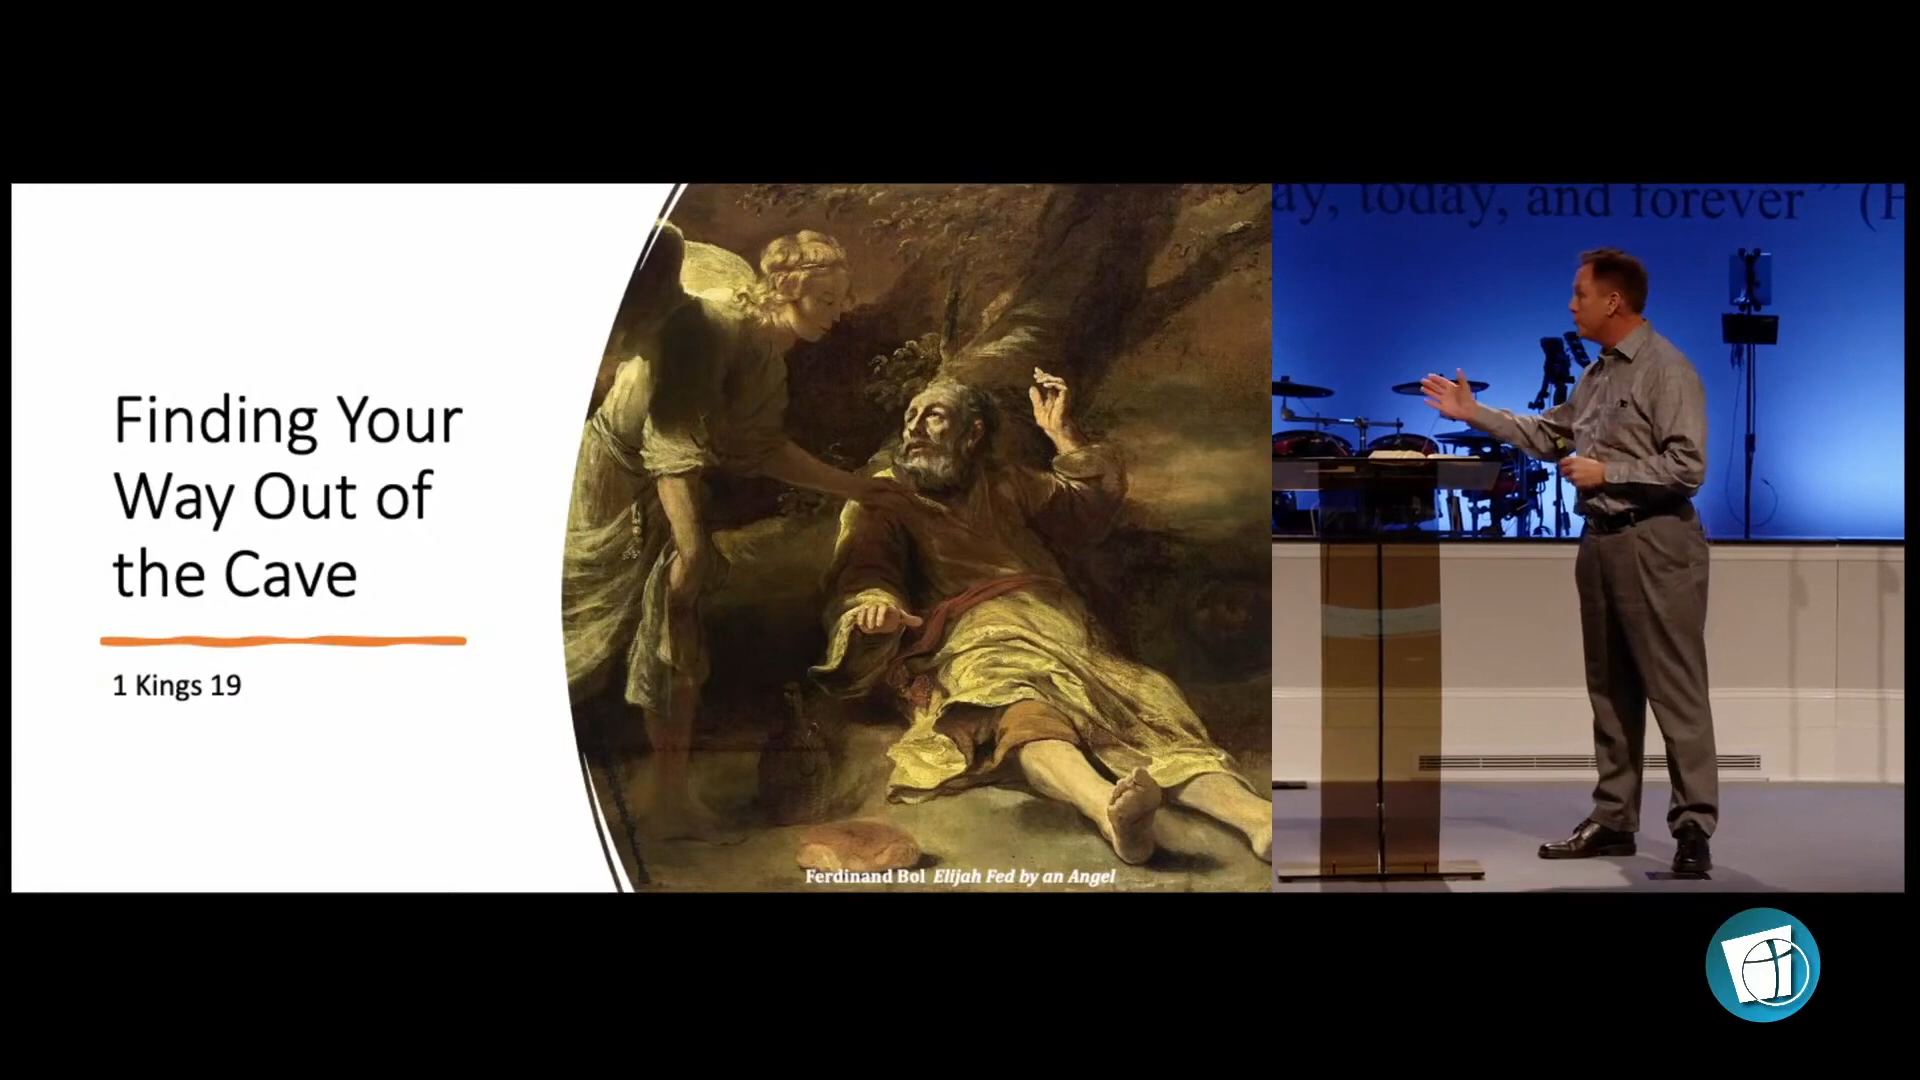 Finding Your
Way Out of
the Cave
1 Kings 19
Ferdinand Bol Elijah Fed by an Angel
ay, today, and forever" (H